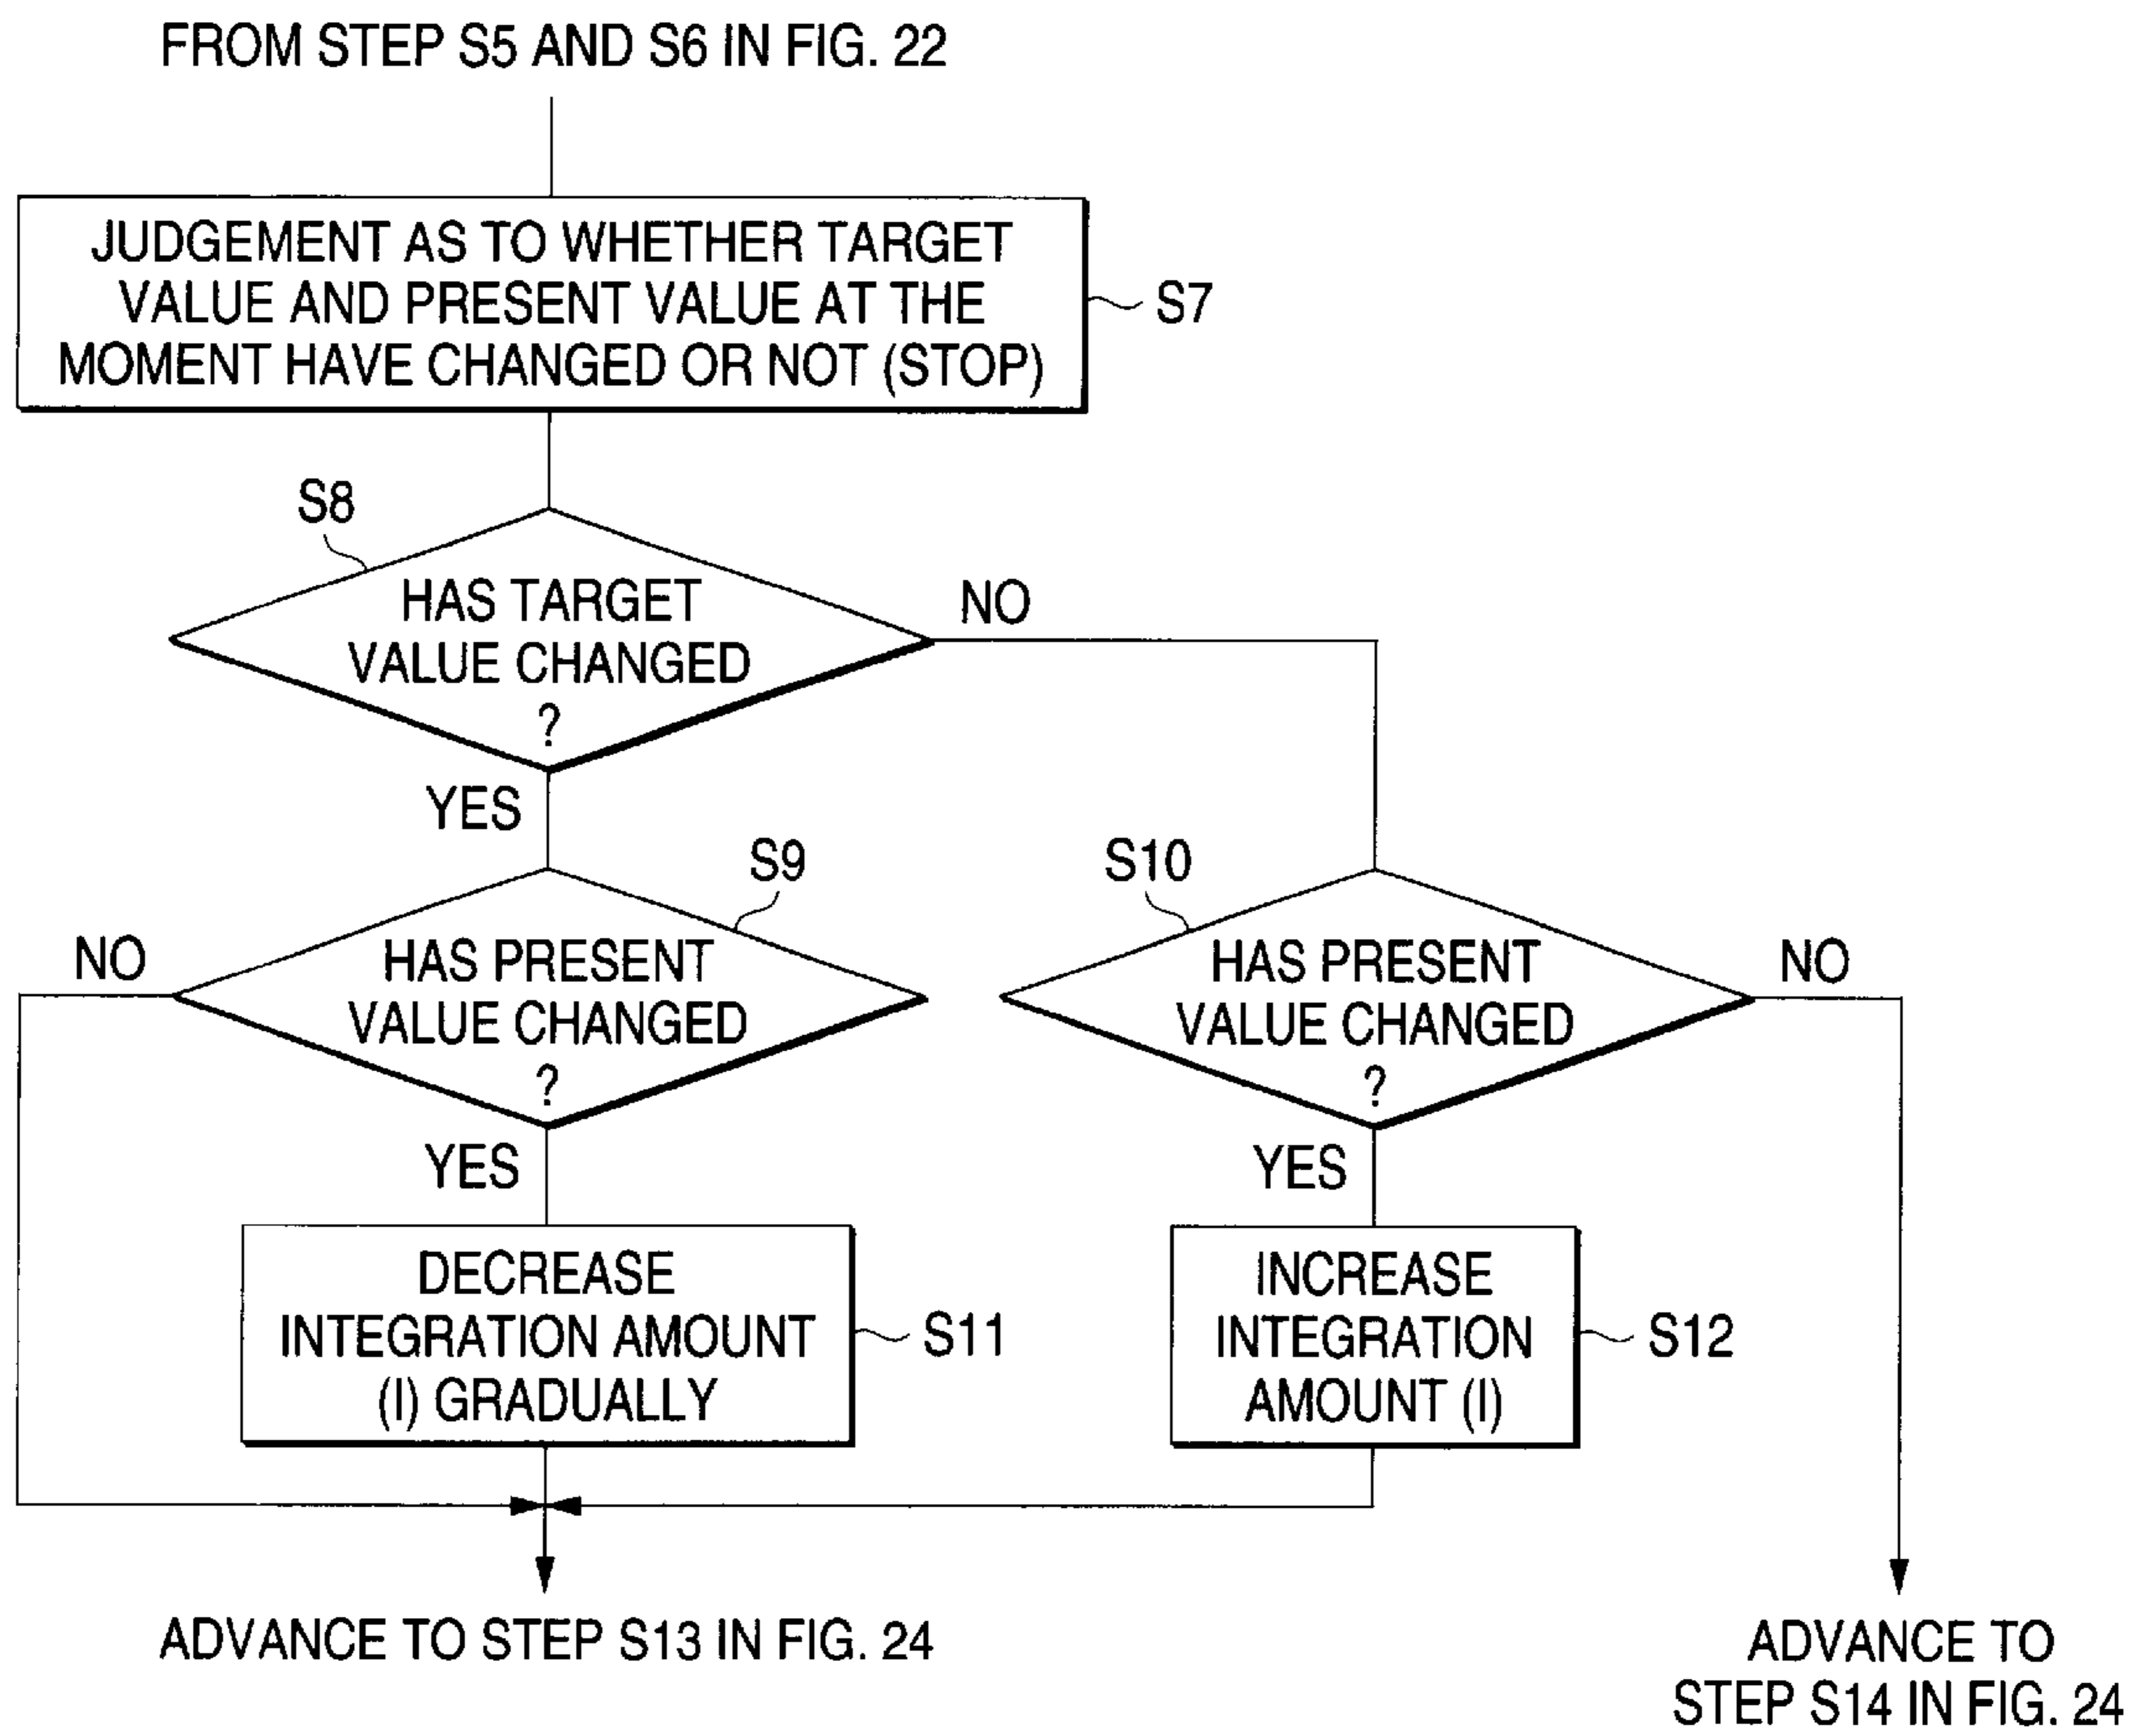 FROM STEP S5 AND S6 IN FIG. 22
JUDGEMENT AS TO WHETHER TARGET
VALUE AND PRESENT VALUE AT THE
MOMENT HAVE CHANGED OR NOT (STOP)
S7
S8
HAS TARGET
VALUE CHANGED
?
NO
YES
S9
HAS PRESENT
VALUE CHANGED
?
NO
YES
S10
HAS PRESENT
VALUE CHANGED
?
NO
YES
DECREASE
INTEGRATION AMOUNT
(I) GRADUALLY
S11
INCREASE
INTEGRATION
AMOUNT (I)
S12
ADVANCE TO STEP S13 IN FIG. 24
ADVANCE TO
STEP S14 IN FIG. 24